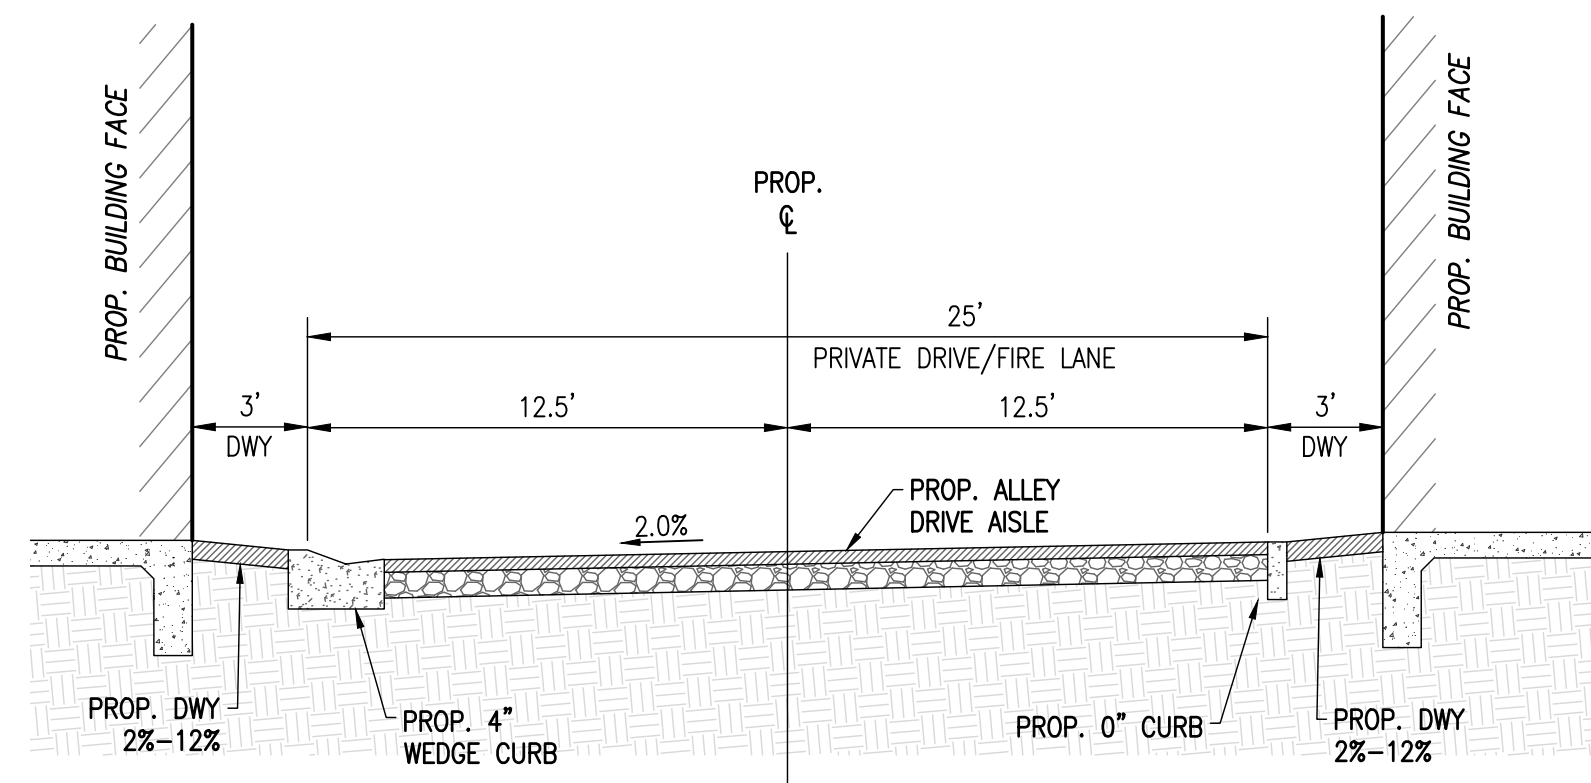 PROP. BUILDING FACE
PROP. BUILDING FACE
PROP.
℄
25'
PRIVATE DRIVE/FIRE LANE
3'
DWY
12.5'
12.5'
3'
DWY
PROP. ALLEY
DRIVE AISLE
2.0%
PROP. DWY
2%-12%
PROP. 4"
WEDGE CURB
PROP. 0" CURB
PROP. DWY
2%-12%